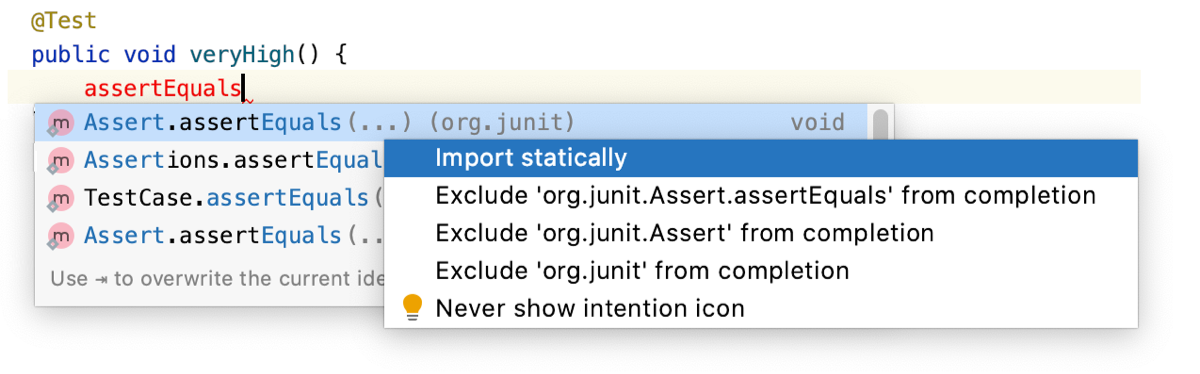 @Test
public void veryHigh() {
assertEquals
m Assert.assertEquals(...) (org.junit) void
m Assertions.assertEqual
m TestCase.assertEquals(
m Assert.assertEquals(..
Use ⇥ to overwrite the current ide
Import statically
Exclude 'org.junit.Assert.assertEquals' from completion
Exclude 'org.junit.Assert' from completion
Exclude 'org.junit' from completion
Never show intention icon